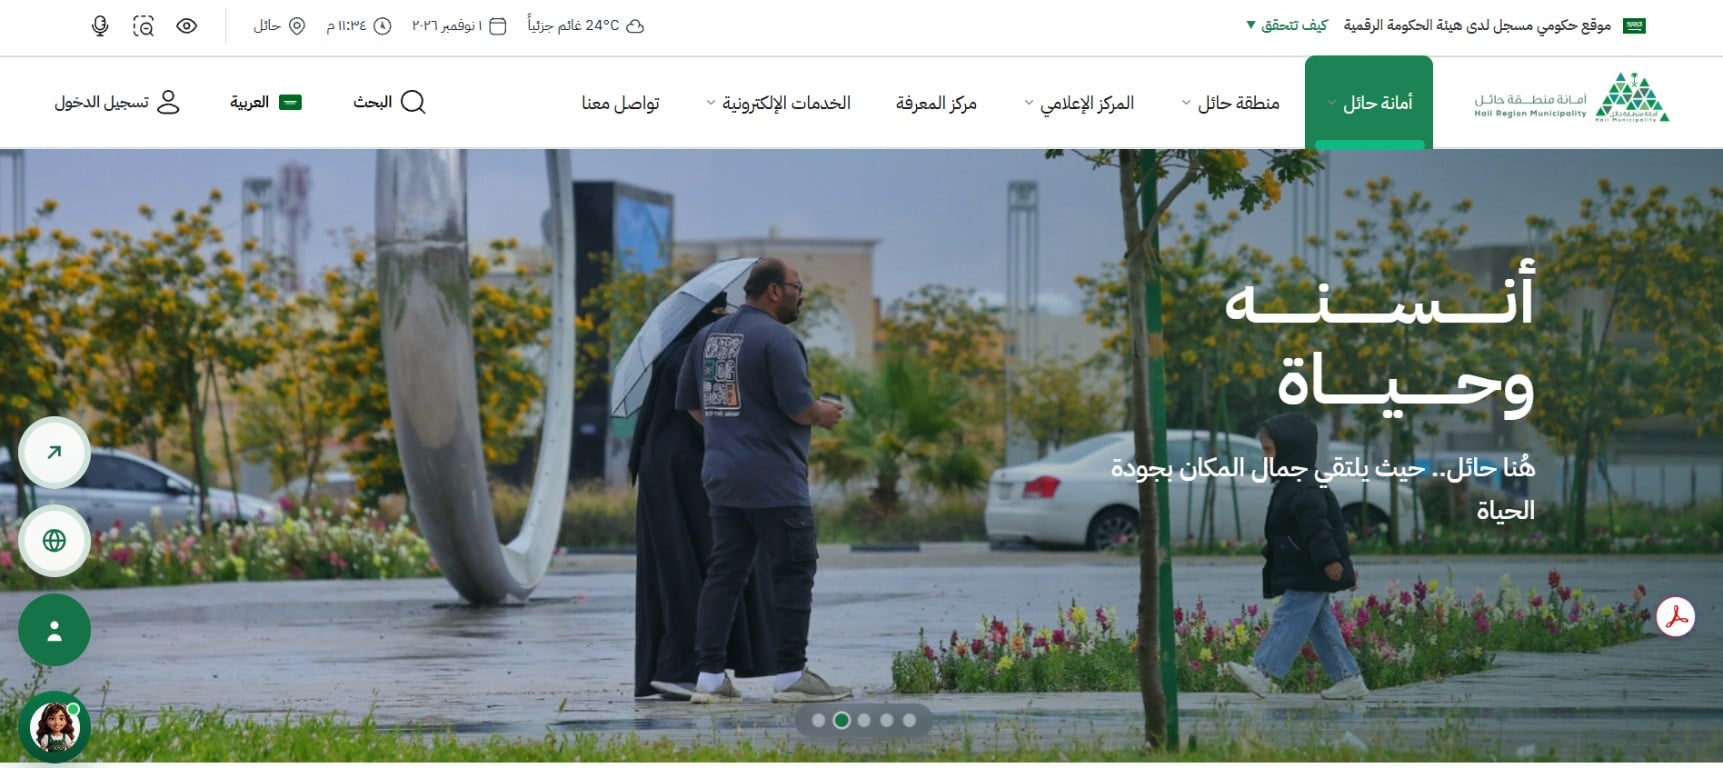 موقع حكومي مسجل لدى هيئة الحكومة الرقمية
كيف تتحقق
24°C غائم جزئياً
١ نوفمبر ٢٠٢٦
١١:٣٤ م
حائل
أمانة منطقة حائل
Hail Region Municipality
أمانة حائل
منطقة حائل
المركز الإعلامي
مركز المعرفة
الخدمات الإلكترونية
تواصل معنا
البحث
العربية
تسجيل الدخول
أنـــســـنـــه
وحـــيـــاة
هُنا حائل.. حيث يلتقي جمال المكان بجودة
الحياة